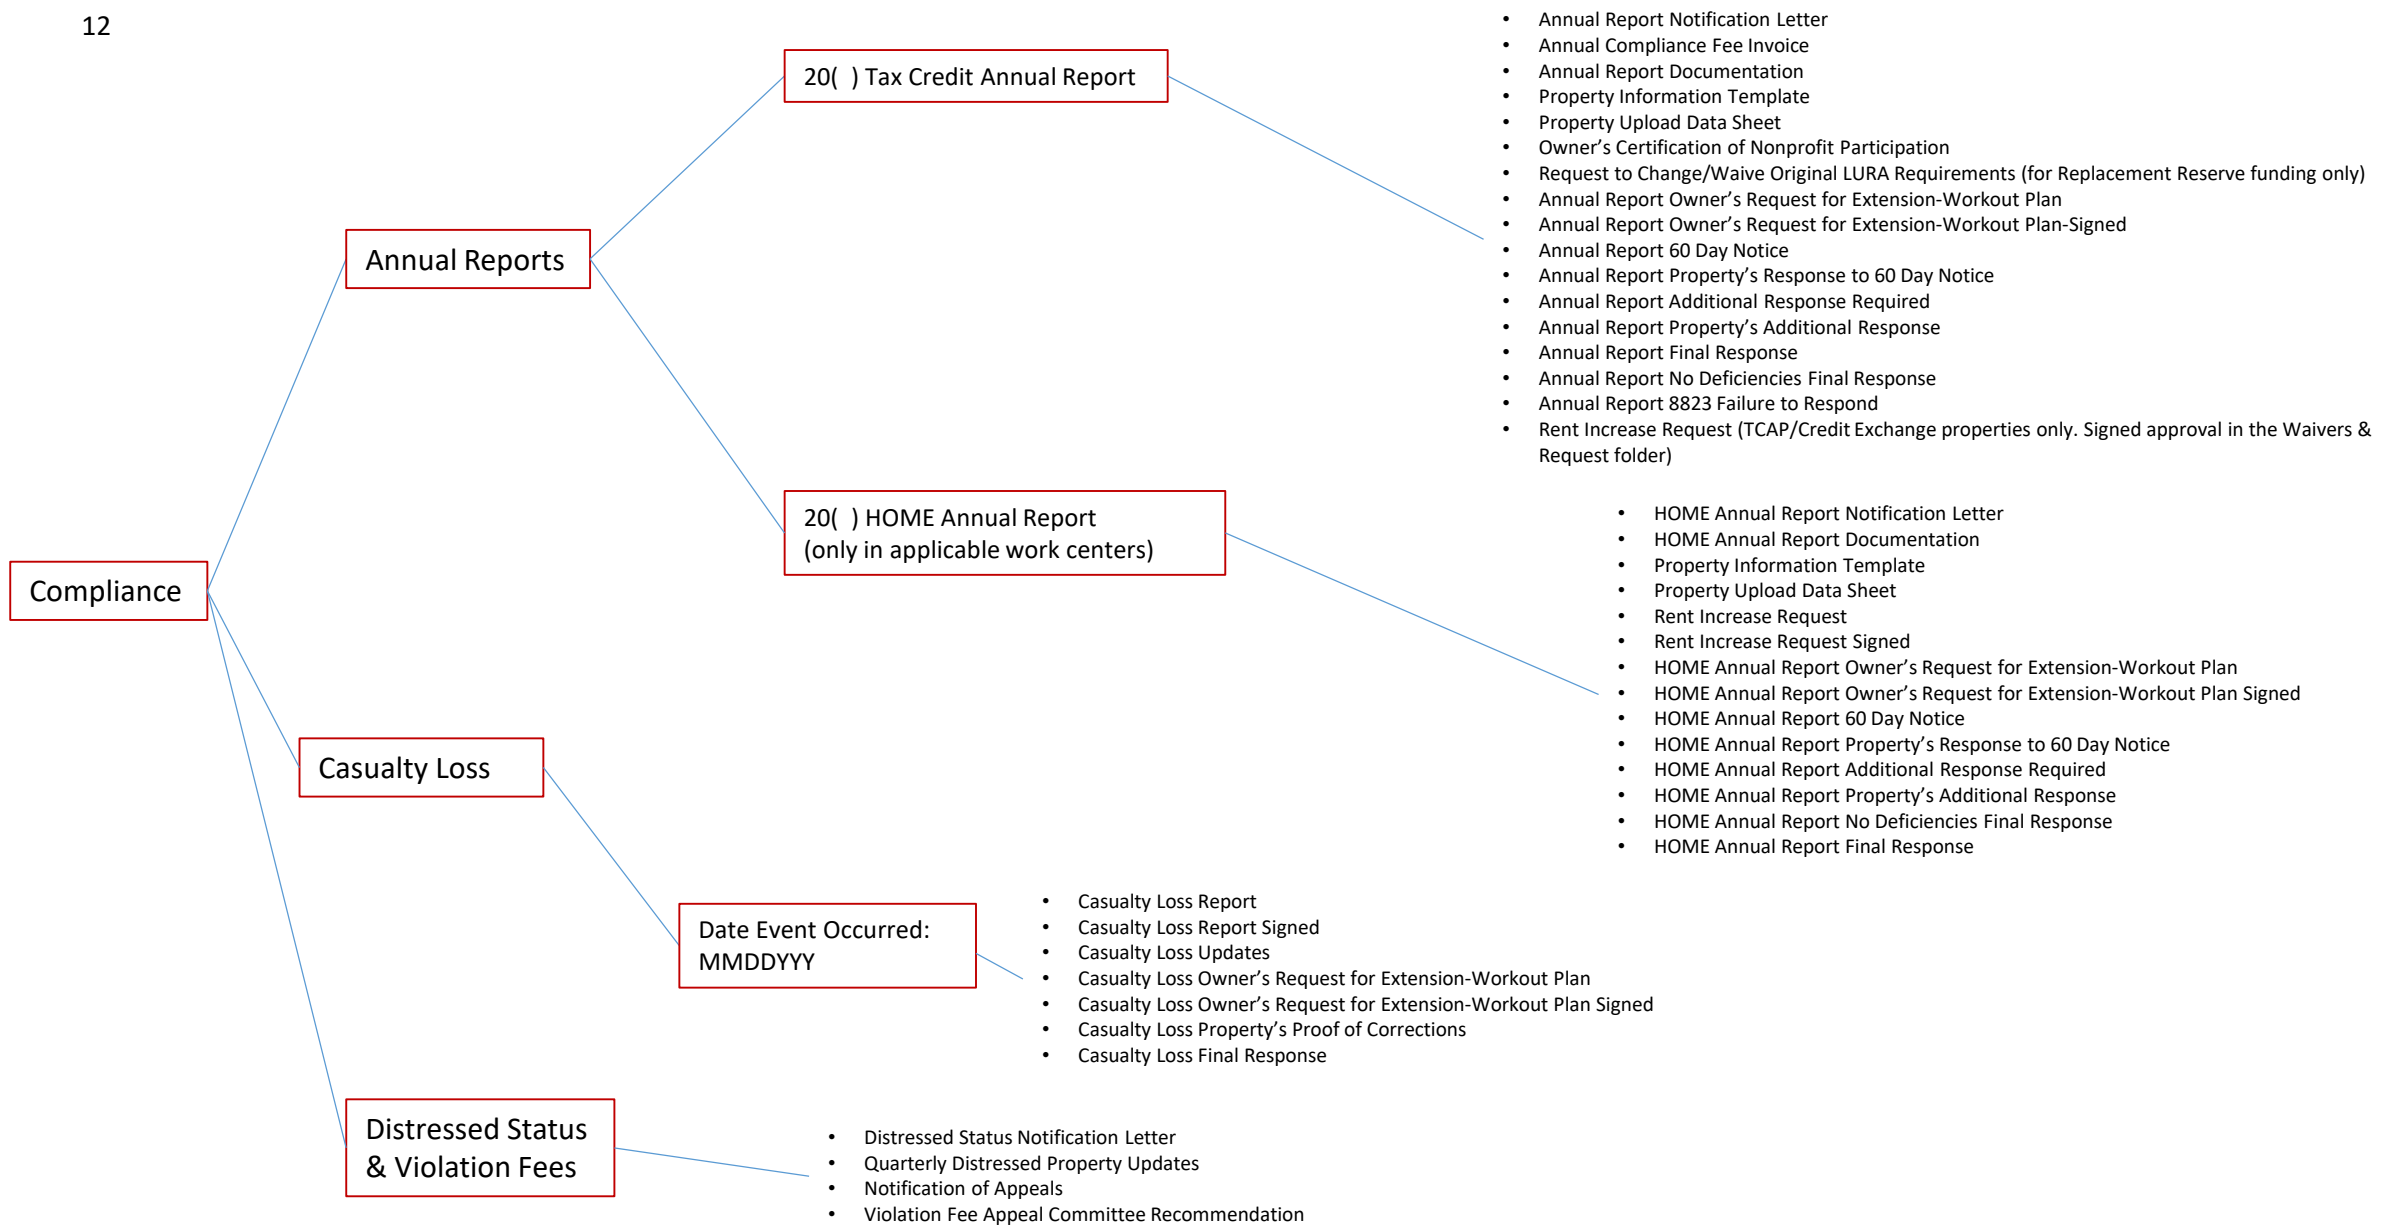 12
Compliance
Annual Reports
20(  ) Tax Credit Annual Report
• Annual Report Notification Letter
• Annual Compliance Fee Invoice
• Annual Report Documentation
• Property Information Template
• Property Upload Data Sheet
• Owner’s Certification of Nonprofit Participation
• Request to Change/Waive Original LURA Requirements (for Replacement Reserve funding only)
• Annual Report Owner’s Request for Extension-Workout Plan
• Annual Report Owner’s Request for Extension-Workout Plan-Signed
• Annual Report 60 Day Notice
• Annual Report Property’s Response to 60 Day Notice
• Annual Report Additional Response Required
• Annual Report Property’s Additional Response
• Annual Report Final Response
• Annual Report No Deficiencies Final Response
• Annual Report 8823 Failure to Respond
• Rent Increase Request (TCAP/Credit Exchange properties only. Signed approval in the Waivers &
Request folder)
20(  ) HOME Annual Report
(only in applicable work centers)
• HOME Annual Report Notification Letter
• HOME Annual Report Documentation
• Property Information Template
• Property Upload Data Sheet
• Rent Increase Request
• Rent Increase Request Signed
• HOME Annual Report Owner’s Request for Extension-Workout Plan
• HOME Annual Report Owner’s Request for Extension-Workout Plan Signed
• HOME Annual Report 60 Day Notice
• HOME Annual Report Property’s Response to 60 Day Notice
• HOME Annual Report Additional Response Required
• HOME Annual Report Property’s Additional Response
• HOME Annual Report No Deficiencies Final Response
• HOME Annual Report Final Response
Casualty Loss
Date Event Occurred:
MMDDYYY
• Casualty Loss Report
• Casualty Loss Report Signed
• Casualty Loss Updates
• Casualty Loss Owner’s Request for Extension-Workout Plan
• Casualty Loss Owner’s Request for Extension-Workout Plan Signed
• Casualty Loss Property’s Proof of Corrections
• Casualty Loss Final Response
Distressed Status
& Violation Fees
• Distressed Status Notification Letter
• Quarterly Distressed Property Updates
• Notification of Appeals
• Violation Fee Appeal Committee Recommendation